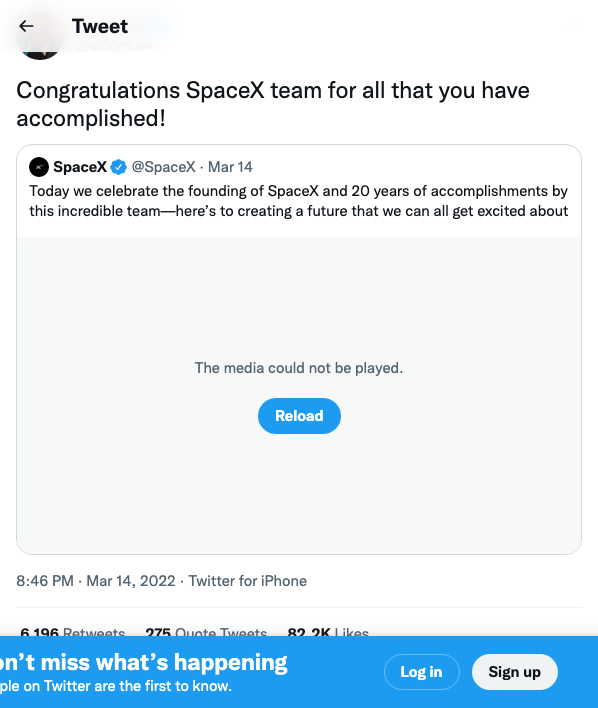 Tweet
@elonmusk
Congratulations SpaceX team for all that you have
accomplished!
SpaceX @SpaceX · Mar 14
Today we celebrate the founding of SpaceX and 20 years of accomplishments by
this incredible team—here's to creating a future that we can all get excited about
The media could not be played.
Reload
8:46 PM · Mar 14, 2022 · Twitter for iPhone
6,196 Retweets 275 Quote Tweets 82.2K Likes
on't miss what's happening
ple on Twitter are the first to know.
Log in
Sign up